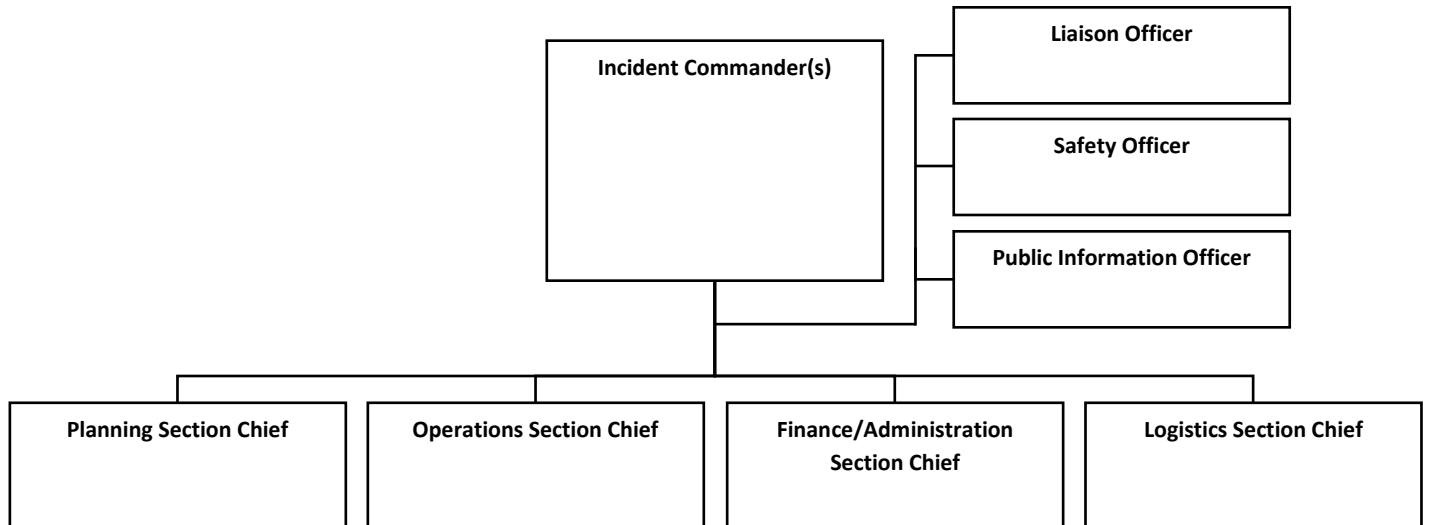 Liaison Officer
Incident Commander(s)
Safety Officer
Public Information Officer
Planning Section Chief
Operations Section Chief
Finance/Administration
Section Chief
Logistics Section Chief